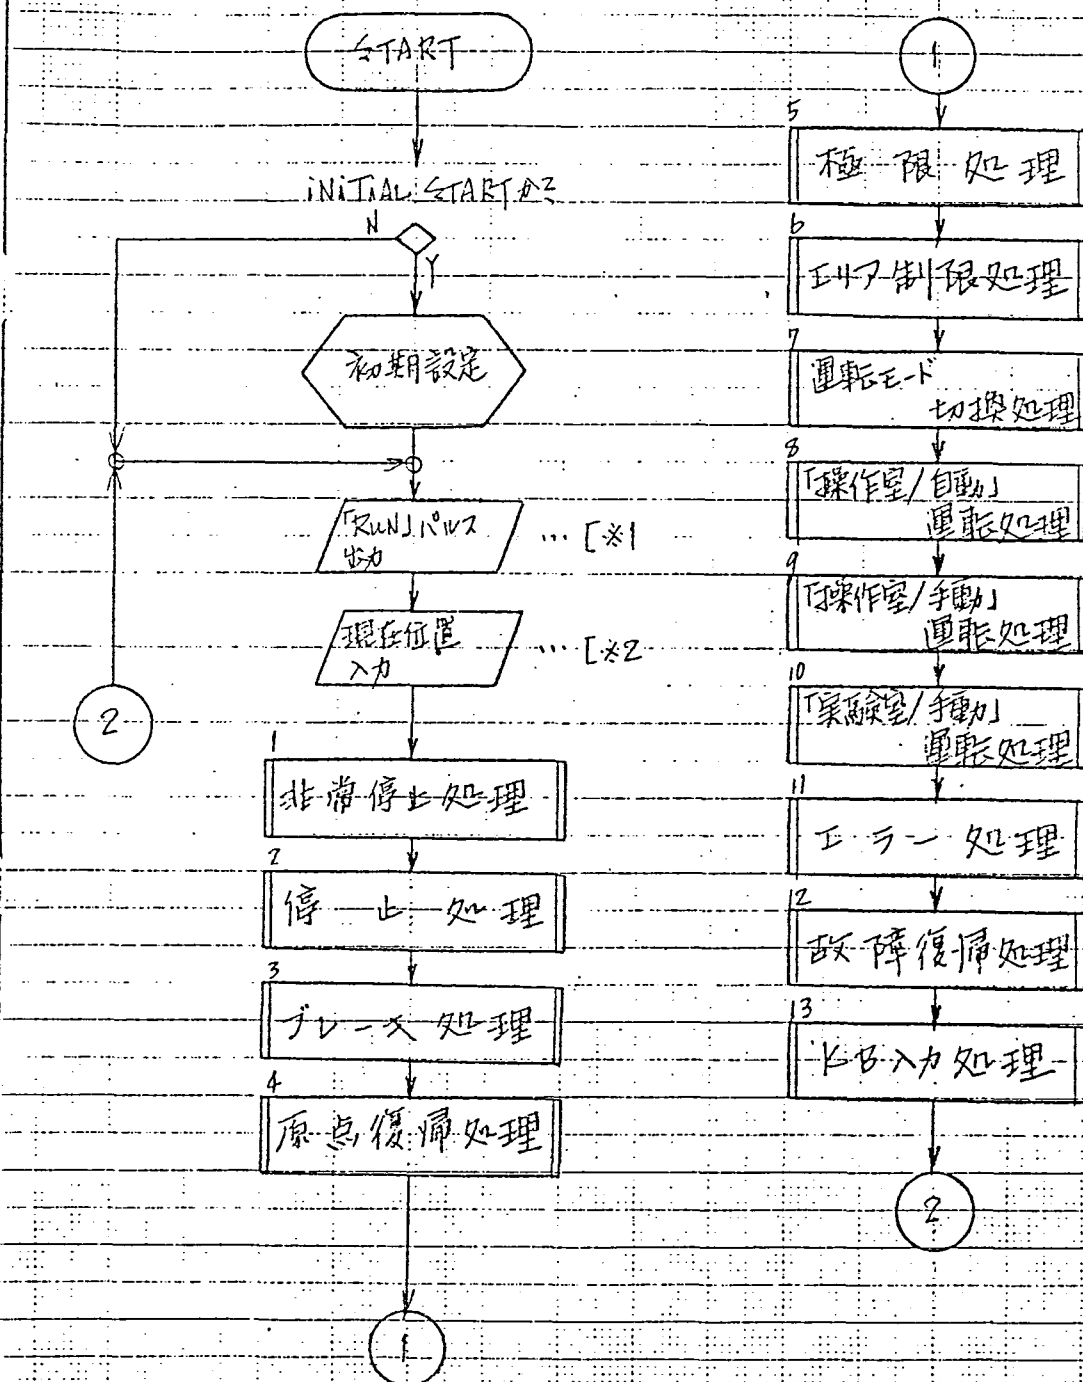 START
INITIAL STARTか?
N
Y
初期設定
「RUN」パルス
出力
… [※1
現在位置
入力
… [※2
2
1
非常停止処理
2
停止処理
3
ブレーキ処理
4
原点復帰処理
1
1
5
極限処理
6
エリア制限処理
7
運転モード
切換処理
8
「操作室/自動」
運転処理
9
「操作室/手動」
運転処理
10
「実験室/手動」
運転処理
11
エラー処理
12
故障復帰処理
13
KB入力処理
2